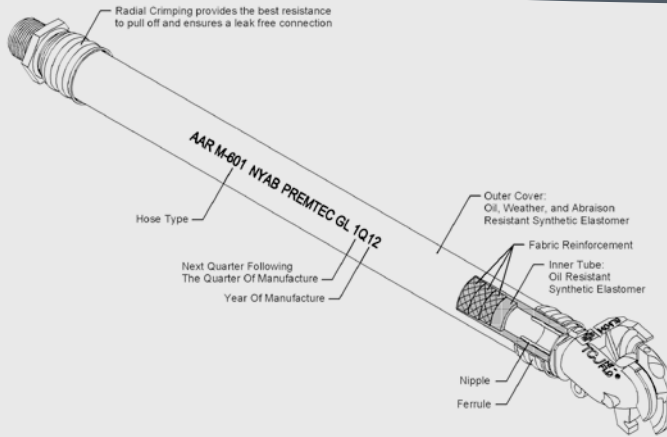 Radial Crimping provides the best resistance
to pull off and ensures a leak free connection
AAR M-601 NYAB PREMTEC GL 1Q12
Hose Type
Next Quarter Following
The Quarter Of Manufacture
Year Of Manufacture
Outer Cover:
Oil, Weather, and Abraison
Resistant Synthetic Elastomer
Fabric Reinforcement
Inner Tube:
Oil Resistant
Synthetic Elastomer
Nipple
Ferrule